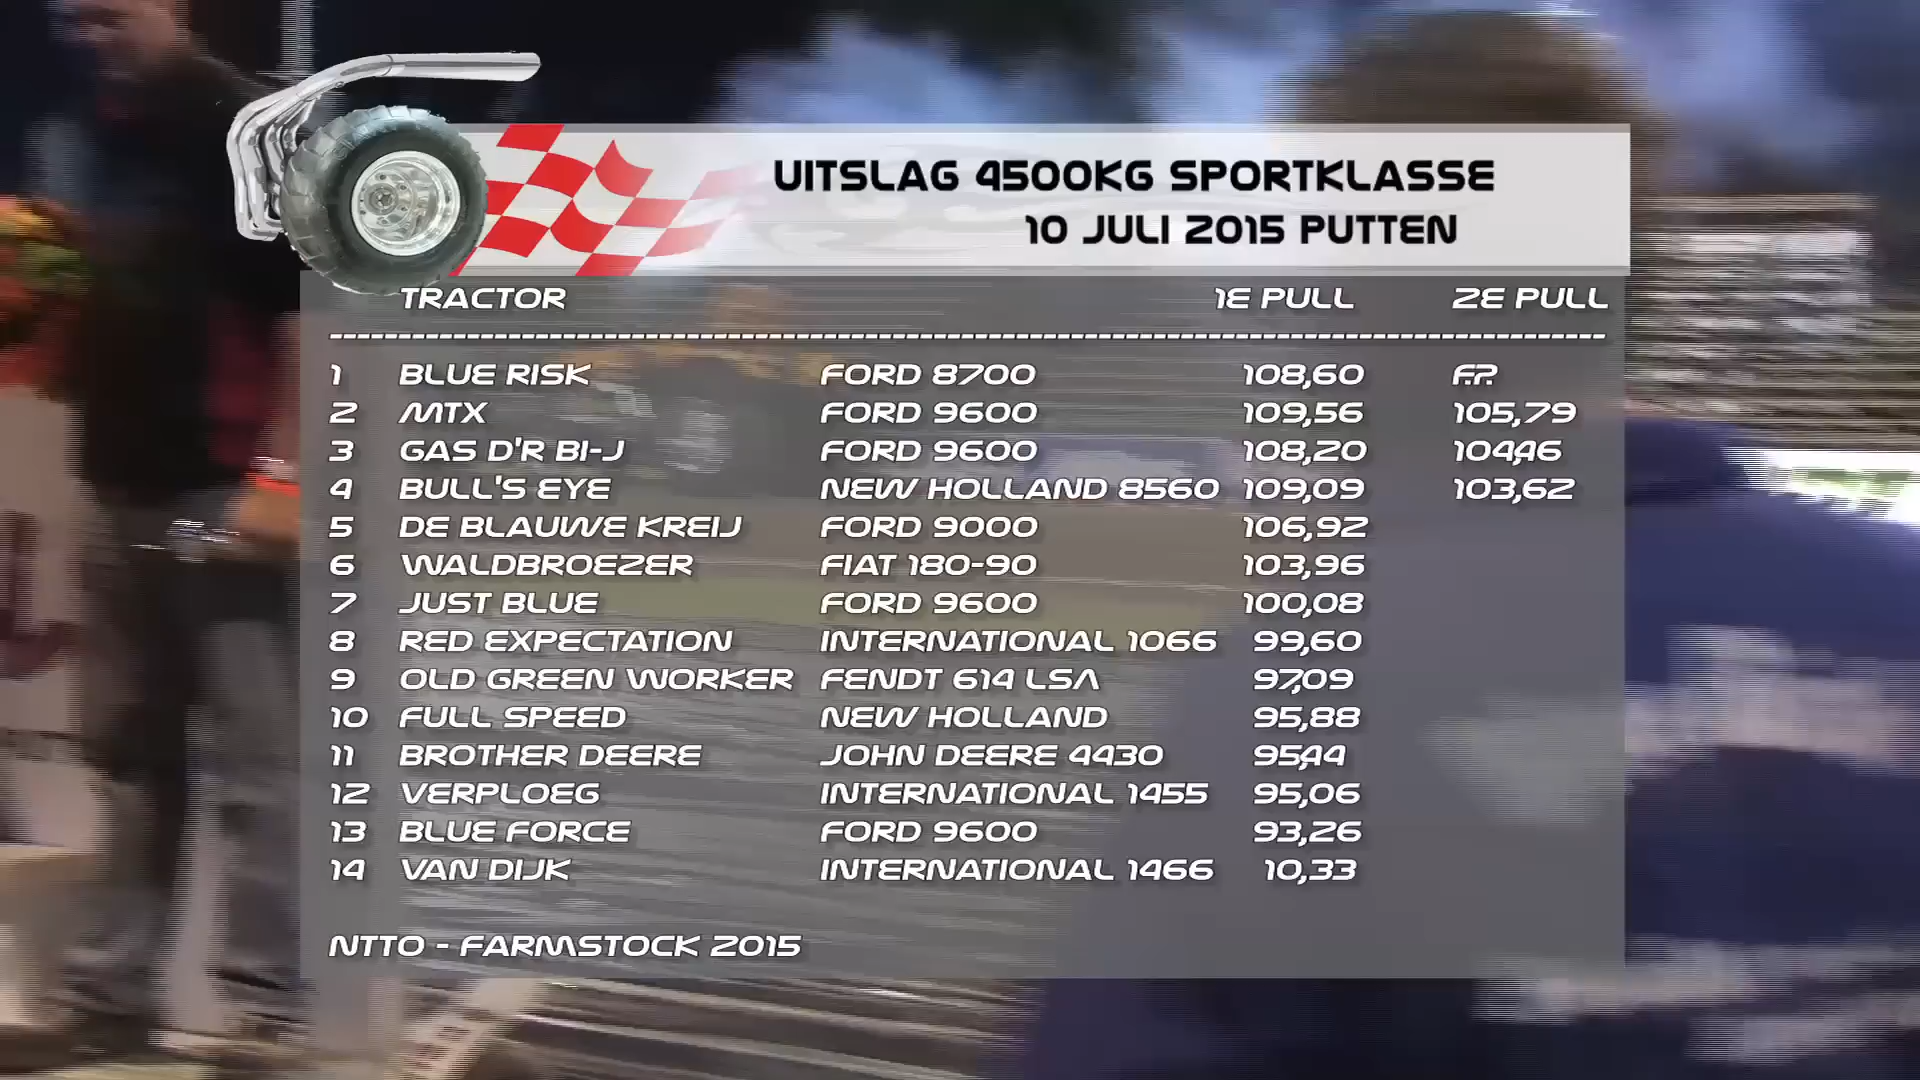 UITSLAG 4500KG SPORTKLASSE
10 JULI 2015 PUTTEN
TRACTOR 1E PULL 2E PULL
1 BLUE RISK FORD 8700 108,60 F.P.
2 MTX FORD 9600 109,56 105,79
3 GAS D'R BI-J FORD 9600 108,20 104,46
4 BULL'S EYE NEW HOLLAND 8560 109,09 103,62
5 DE BLAUWE KREIJ FORD 9000 106,92
6 WALDBROEZER FIAT 180-90 103,96
7 JUST BLUE FORD 9600 100,08
8 RED EXPECTATION INTERNATIONAL 1066 99,60
9 OLD GREEN WORKER FENDT 614 LSA 97,09
10 FULL SPEED NEW HOLLAND 95,88
11 BROTHER DEERE JOHN DEERE 4430 95,44
12 VERPLOEG INTERNATIONAL 1455 95,06
13 BLUE FORCE FORD 9600 93,26
14 VAN DIJK INTERNATIONAL 1466 10,33
NTTO - FARMSTOCK 2015